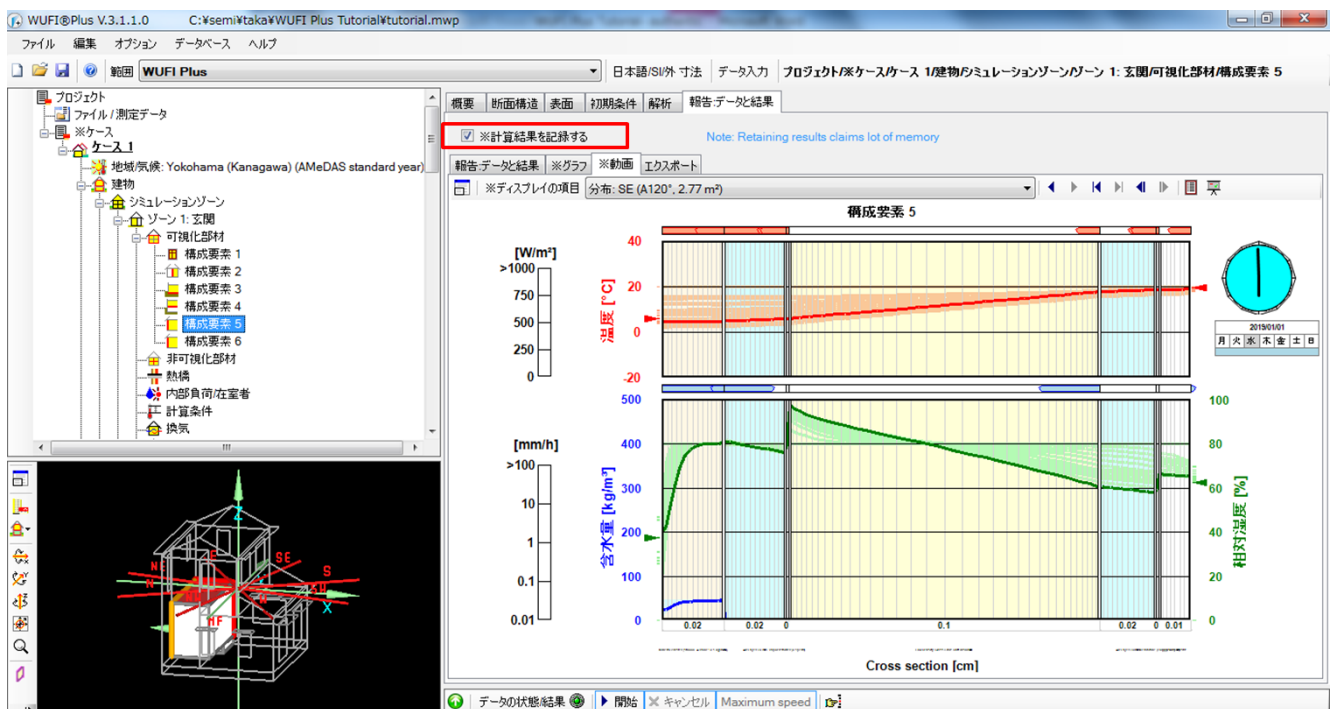 WUFI®Plus V.3.1.1.0 C:¥semi¥taka¥WUFI Plus Tutorial¥tutorial.mwp
ファイル 編集 オプション データベース ヘルプ
範囲 WUFI Plus 日本語/SI/外 寸法 データ入力 プロジェクト/※ケース/ケース 1/建物/シミュレーションゾーン/ゾーン 1: 玄関/可視化部材/構成要素 5
プロジェクト
ファイル / 測定データ
※ケース
ケース 1
地域/気候: Yokohama (Kanagawa) (AMeDAS standard year)
建物
シミュレーションゾーン
ゾーン 1: 玄関
可視化部材
構成要素 1
構成要素 2
構成要素 3
構成要素 4
構成要素 5
構成要素 6
非可視化部材
熱橋
内部負荷/在室者
計算条件
換気
概要 断面構造 表面 初期条件 解析 報告:データと結果
※計算結果を記録する Note: Retaining results claims lot of memory
報告:データと結果 ※グラフ ※動画 エクスポート
※ディスプレイの項目 分布: SE (A120°, 2.77 m²)
構成要素 5
[W/m²]
>1000
750
500
250
0
温度 [°C]
40
20
0
-20
2019/01/01
月 火 水 木 金 土 日
[mm/h]
>100
10
1
0.1
0.01
含水量 [kg/m³]
500
400
300
200
100
0
100
80
60
40
20
0
相対湿度 [%]
0.02 0.02 0 0.1 0.02 0 0.01
Cross section [cm]
Z
NE
E
SE
S
N
X
データの状態/結果 開始 キャンセル Maximum speed